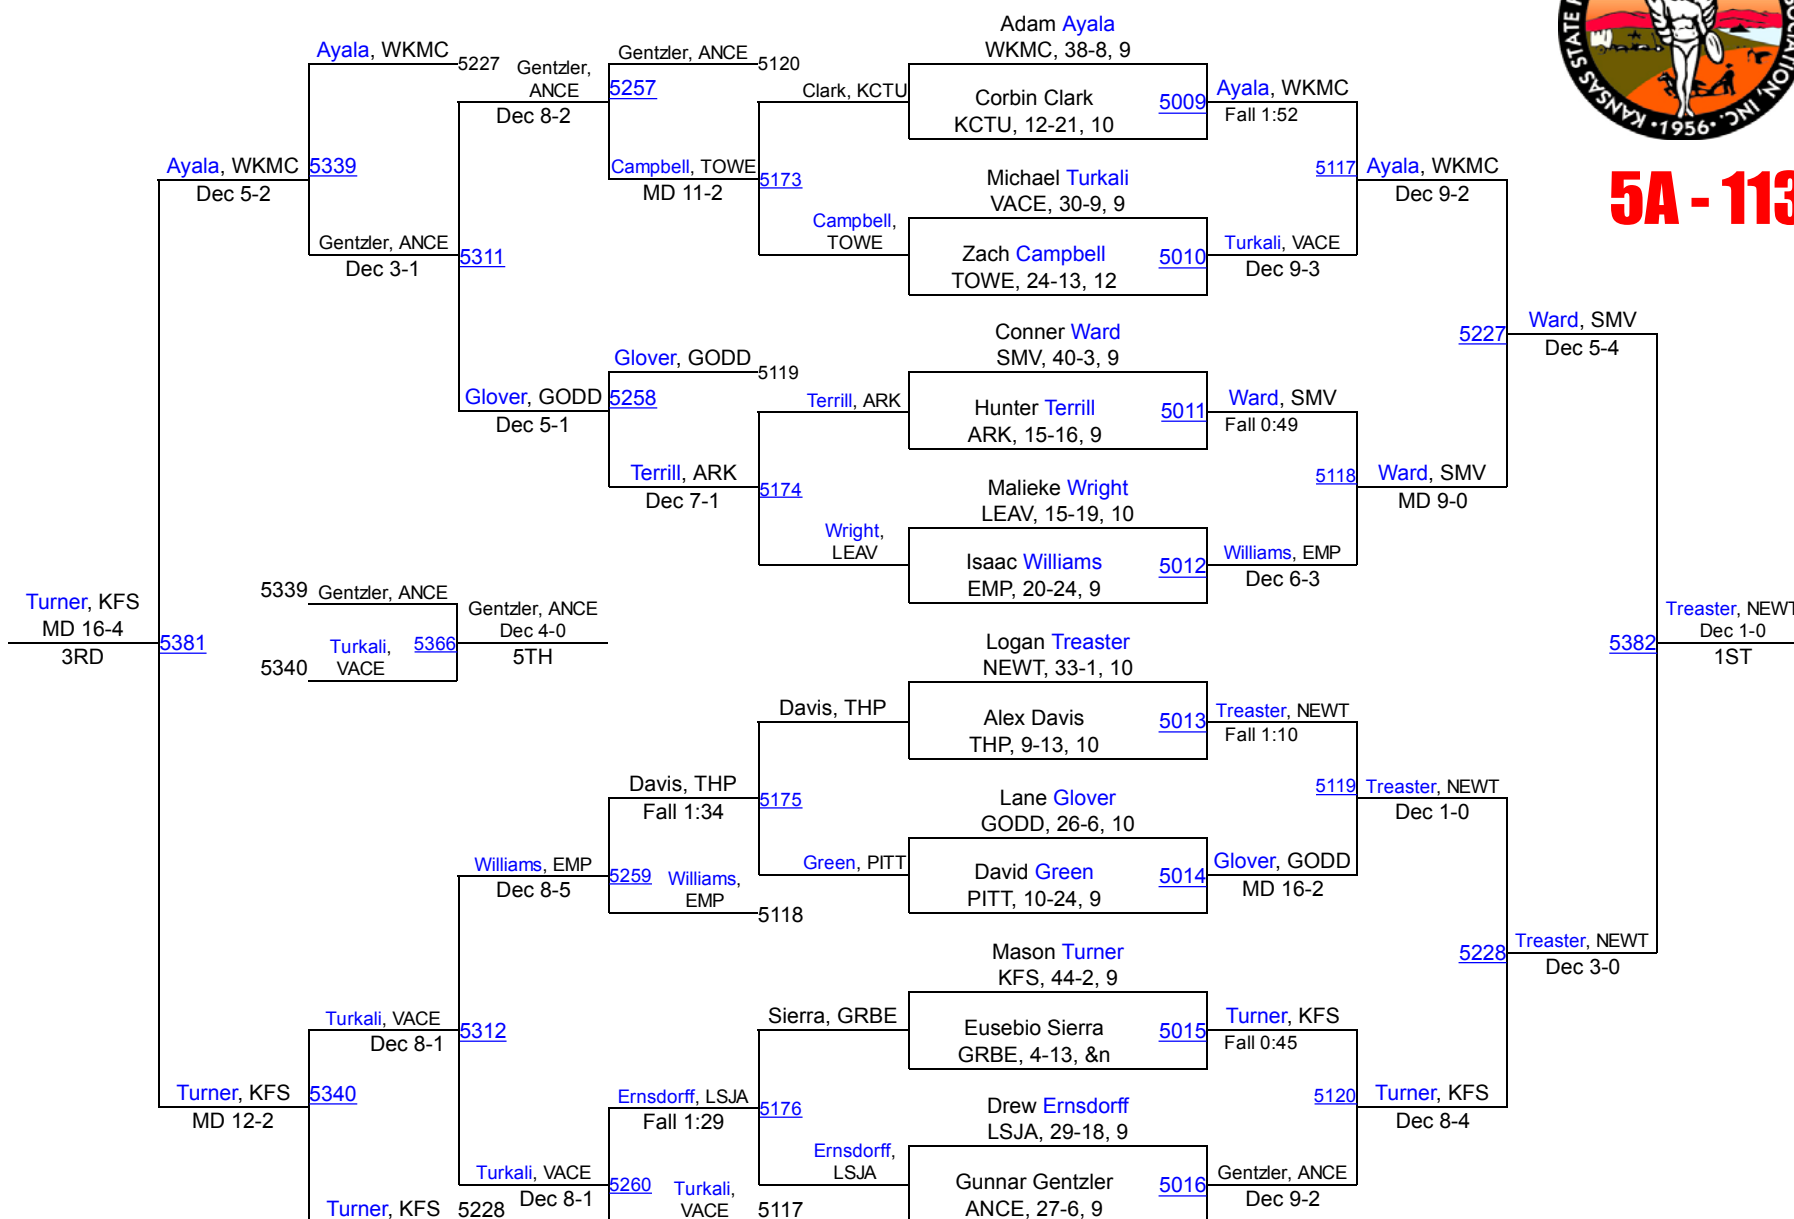 KANSAS STATE
OCIATION, INC.
•1956•
5A - 113
Adam Ayala
WKMC, 38-8, 9
Corbin Clark
KCTU, 12-21, 10
5009
Michael Turkali
VACE, 30-9, 9
Zach Campbell
TOWE, 24-13, 12
5010
Conner Ward
SMV, 40-3, 9
Hunter Terrill
ARK, 15-16, 9
5011
Malieke Wright
LEAV, 15-19, 10
Isaac Williams
EMP, 20-24, 9
5012
Logan Treaster
NEWT, 33-1, 10
Alex Davis
THP, 9-13, 10
5013
Lane Glover
GODD, 26-6, 10
David Green
PITT, 10-24, 9
5014
Mason Turner
KFS, 44-2, 9
Eusebio Sierra
GRBE, 4-13, &n
5015
Drew Ernsdorff
LSJA, 29-18, 9
Gunnar Gentzler
ANCE, 27-6, 9
5016
Ayala, WKMC
Fall 1:52
5117
Turkali, VACE
Dec 9-3
Ward, SMV
Fall 0:49
5118
Williams, EMP
Dec 6-3
Treaster, NEWT
Fall 1:10
5119
Glover, GODD
MD 16-2
Turner, KFS
Fall 0:45
5120
Gentzler, ANCE
Dec 9-2
Ayala, WKMC
Dec 9-2
5227
Ward, SMV
MD 9-0
Treaster, NEWT
Dec 1-0
5228
Turner, KFS
Dec 8-4
Ward, SMV
Dec 5-4
5382
Treaster, NEWT
Dec 3-0
Treaster, NEWT
Dec 1-0
1ST
Clark, KCTU
5173
Campbell,
TOWE
Terrill, ARK
5174
Wright,
LEAV
Davis, THP
5175
Green, PITT
Sierra, GRBE
5176
Ernsdorff,
LSJA
Gentzler, ANCE
5120
5257
Campbell, TOWE
MD 11-2
Glover, GODD
5119
5258
Terrill, ARK
Dec 7-1
Davis, THP
Fall 1:34
5259
Williams,
EMP
5118
Ernsdorff, LSJA
Fall 1:29
5260
Turkali,
VACE
5117
Gentzler,
ANCE
Dec 8-2
5311
Glover, GODD
Dec 5-1
Williams, EMP
Dec 8-5
5312
Turkali, VACE
Dec 8-1
Ayala, WKMC
5227
5339
Gentzler, ANCE
Dec 3-1
Turkali, VACE
Dec 8-1
5340
Turner, KFS
5228
Ayala, WKMC
Dec 5-2
5381
Turner, KFS
MD 12-2
Turner, KFS
MD 16-4
3RD
5339
Gentzler, ANCE
5366
5340
Turkali,
VACE
Gentzler, ANCE
Dec 4-0
5TH